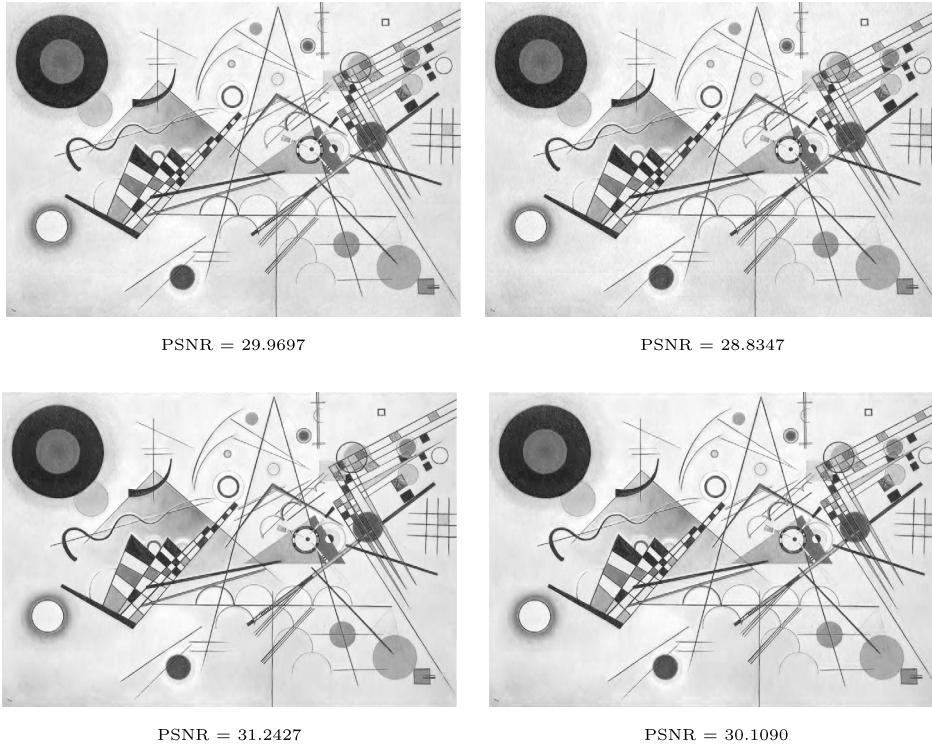 PSNR = 29.9697
PSNR = 28.8347
PSNR = 31.2427
PSNR = 30.1090